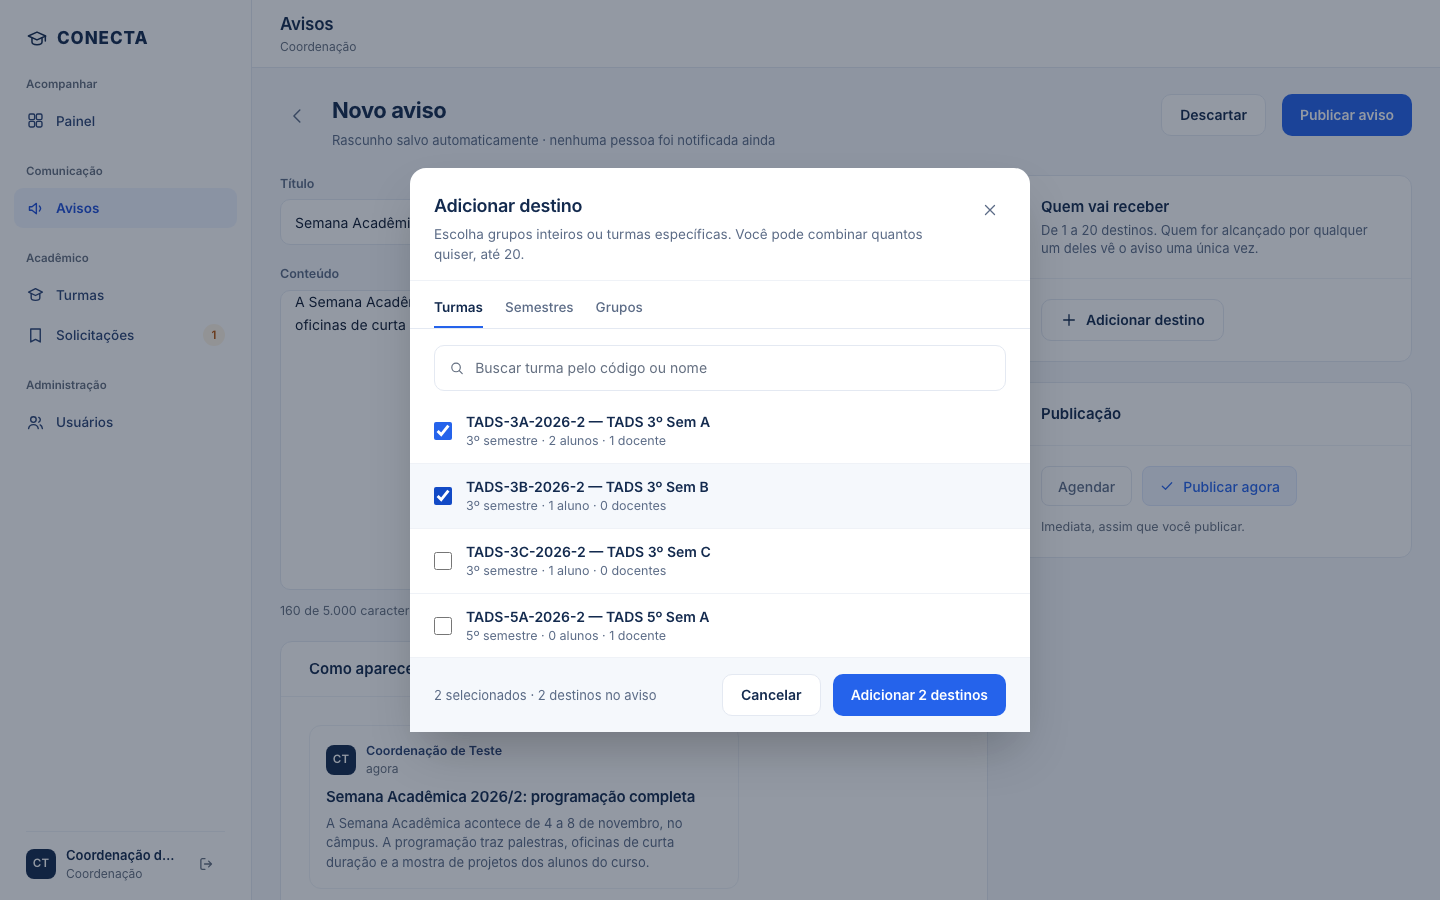 CONECTA
Acompanhar
Painel
Comunicação
Avisos
Acadêmico
Turmas
Solicitações
1
Administração
Usuários
CT
Coordenação d...
Coordenação
Avisos
Coordenação
Novo aviso
Rascunho salvo automaticamente · nenhuma pessoa foi notificada ainda
Descartar
Publicar aviso
Título
Semana Acadêmi
Conteúdo
A Semana Acadê
oficinas de curta
160 de 5.000 caracter
Como aparece
CT
Coordenação de Teste
agora
Semana Acadêmica 2026/2: programação completa
A Semana Acadêmica acontece de 4 a 8 de novembro, no
câmpus. A programação traz palestras, oficinas de curta
duração e a mostra de projetos dos alunos do curso.
Quem vai receber
De 1 a 20 destinos. Quem for alcançado por qualquer
um deles vê o aviso uma única vez.
Adicionar destino
Publicação
Agendar
Publicar agora
Imediata, assim que você publicar.
Adicionar destino
Escolha grupos inteiros ou turmas específicas. Você pode combinar quantos
quiser, até 20.
Turmas
Semestres
Grupos
Buscar turma pelo código ou nome
TADS-3A-2026-2 — TADS 3º Sem A
3º semestre · 2 alunos · 1 docente
TADS-3B-2026-2 — TADS 3º Sem B
3º semestre · 1 aluno · 0 docentes
TADS-3C-2026-2 — TADS 3º Sem C
3º semestre · 1 aluno · 0 docentes
TADS-5A-2026-2 — TADS 5º Sem A
5º semestre · 0 alunos · 1 docente
2 selecionados · 2 destinos no aviso
Cancelar
Adicionar 2 destinos